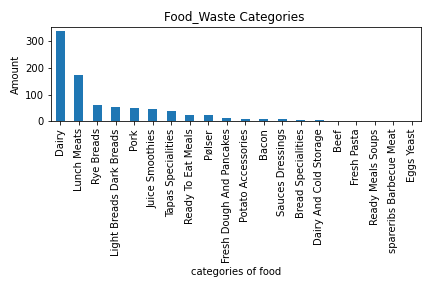 Food_Waste Categories
Amount
300
200
100
0
Dairy
Lunch Meats
Rye Breads
Light Breads Dark Breads
Pork
Juice Smoothies
Tapas Specialities
Ready To Eat Meals
Pølser
Fresh Dough And Pancakes
Potato Accessories
Bacon
Sauces Dressings
Bread Specialities
Dairy And Cold Storage
Beef
Fresh Pasta
Ready Meals Soups
spareribs Barbecue Meat
Eggs Yeast
categories of food